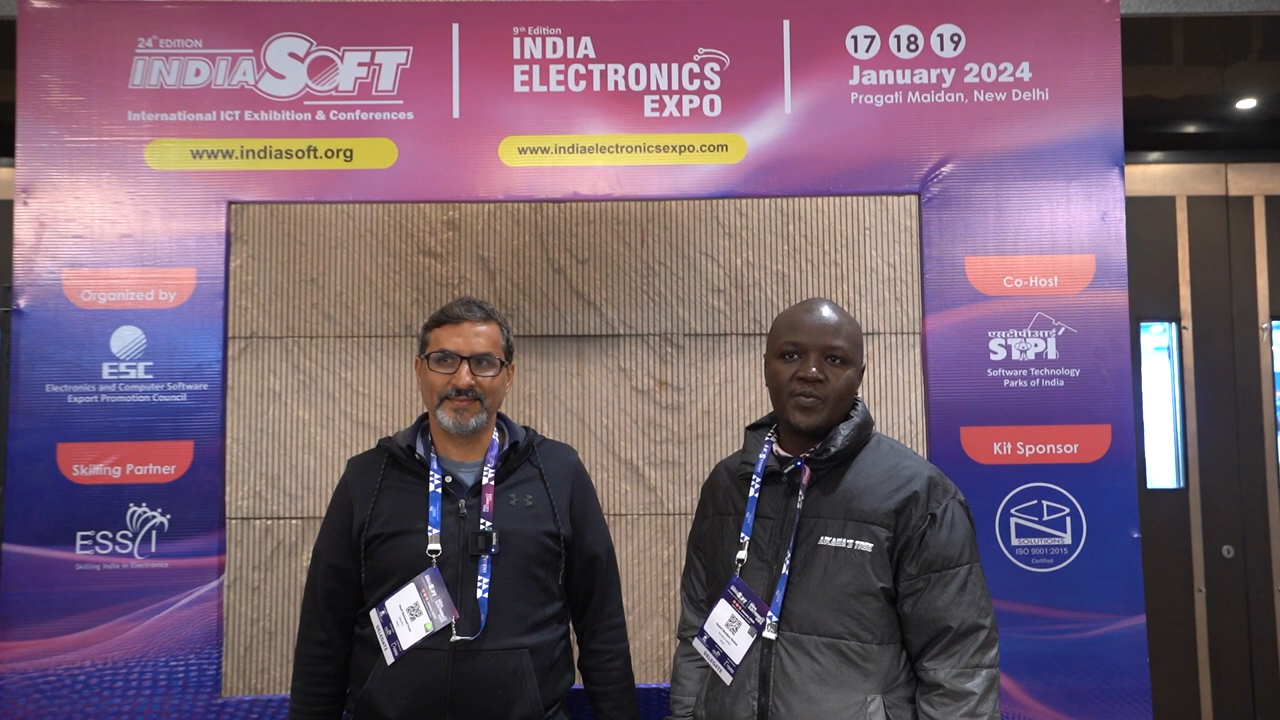 24TH EDITION
INDIASOFT
International ICT Exhibition & Conferences
www.indiasoft.org
9th Edition
INDIA
ELECTRONICS
EXPO
www.indiaelectronicsexpo.com
17 18 19
January 2024
Pragati Maidan, New Delhi
Organized by
ESC
Electronics and Computer Software
Export Promotion Council
Skilling Partner
ESSCI
Skilling India in Electronics
Co-Host
एसटीपीआई
STPI
Software Technology
Parks of India
Kit Sponsor
SOLUTIONS
ISO 9001:2015
Certified
DELEGATE
DELEGATE